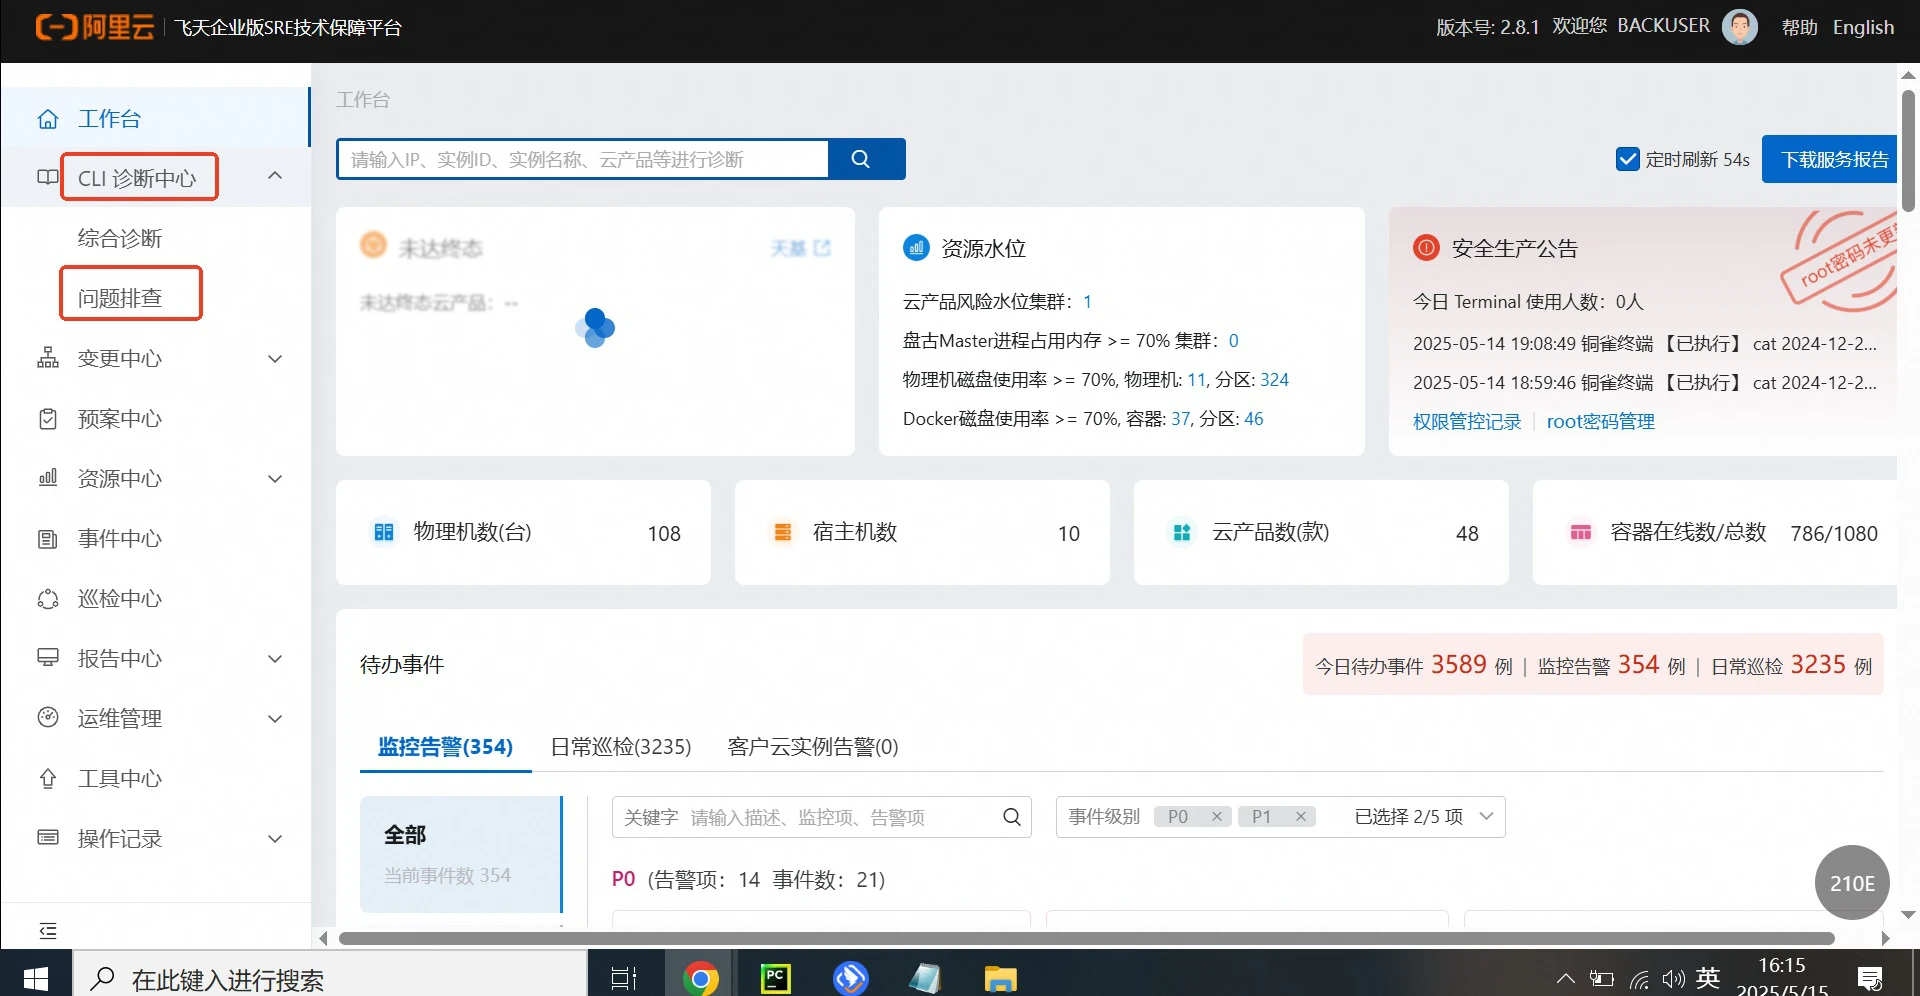 阿里云 飞天企业版SRE技术保障平台
版本号: 2.8.1 欢迎您 BACKUSER 帮助 English
工作台
CLI 诊断中心
综合诊断
问题排查
变更中心
预案中心
资源中心
事件中心
巡检中心
报告中心
运维管理
工具中心
操作记录
工作台
请输入IP、实例ID、实例名称、云产品等进行诊断
定时刷新 54s
下载服务报告
未达终态 天基
未达终态云产品: --
资源水位
云产品风险水位集群: 1
盘古Master进程占用内存 >= 70% 集群: 0
物理机磁盘使用率 >= 70%, 物理机: 11, 分区: 324
Docker磁盘使用率 >= 70%, 容器: 37, 分区: 46
安全生产公告
root密码未更
今日 Terminal 使用人数: 0人
2025-05-14 19:08:49 铜雀终端 【已执行】 cat 2024-12-2...
2025-05-14 18:59:46 铜雀终端 【已执行】 cat 2024-12-2...
权限管控记录 | root密码管理
物理机数(台) 108
宿主机数 10
云产品数(款) 48
容器在线数/总数 786/1080
待办事件
今日待办事件 3589 例 | 监控告警 354 例 | 日常巡检 3235 例
监控告警(354) 日常巡检(3235) 客户云实例告警(0)
全部
当前事件数 354
关键字 请输入描述、监控项、告警项
事件级别 P0 × P1 × 已选择 2/5 项
P0 (告警项: 14 事件数: 21)
210E
在此键入进行搜索
PC
英
16:15
2025/5/15